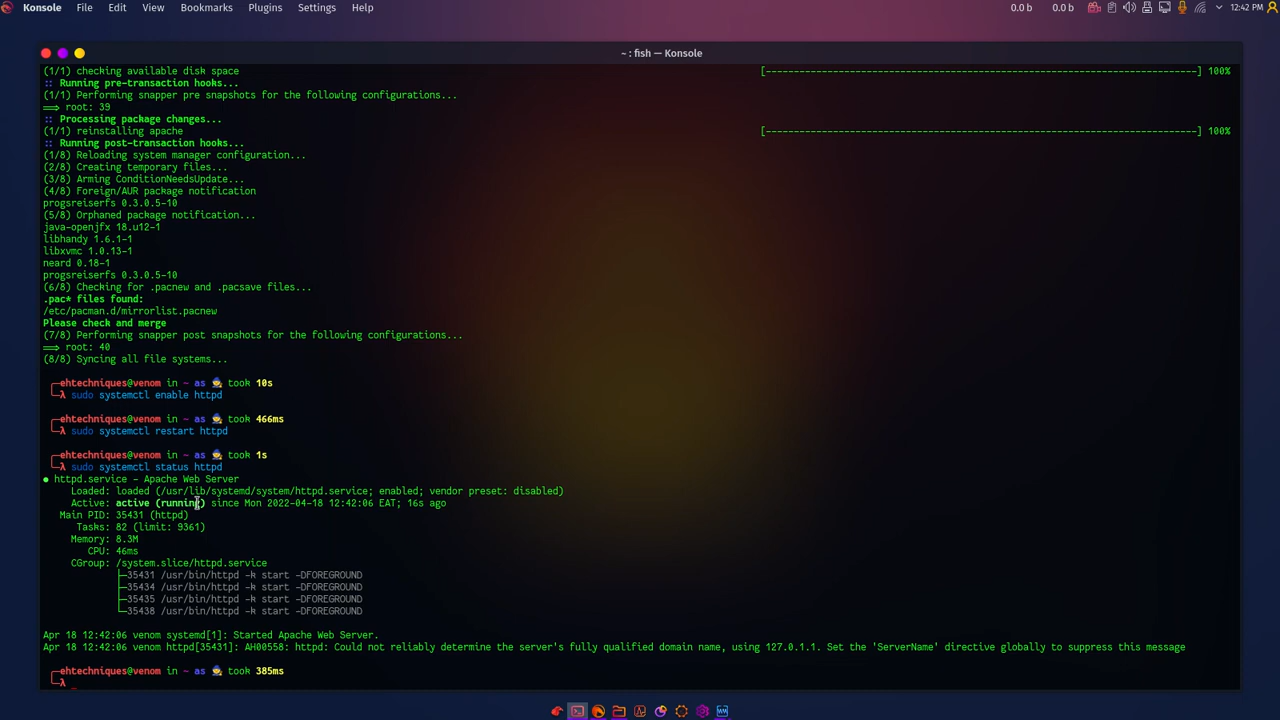 Konsole File Edit View Bookmarks Plugins Settings Help 0.0 b 0.0 b 12:42 PM
~ : fish — Konsole
(1/1) checking available disk space [----------------------------------------------------------------------------] 100%
:: Running pre-transaction hooks...
(1/1) Performing snapper pre snapshots for the following configurations...
==> root: 39
:: Processing package changes...
(1/1) reinstalling apache [----------------------------------------------------------------------------] 100%
:: Running post-transaction hooks...
(1/8) Reloading system manager configuration...
(2/8) Creating temporary files...
(3/8) Arming ConditionNeedsUpdate...
(4/8) Foreign/AUR package notification
progsreiserfs 0.3.0.5-10
(5/8) Orphaned package notification...
java-openjfx 18.u12-1
libhandy 1.6.1-1
libxvmc 1.0.13-1
neard 0.18-1
progsreiserfs 0.3.0.5-10
(6/8) Checking for .pacnew and .pacsave files...
.pac* files found:
/etc/pacman.d/mirrorlist.pacnew
Please check and merge
(7/8) Performing snapper post snapshots for the following configurations...
==> root: 40
(8/8) Syncing all file systems...
╭─ehtechniques@venom in ~ as 🧙 took 10s
╰─λ sudo systemctl enable httpd
╭─ehtechniques@venom in ~ as 🧙 took 466ms
╰─λ sudo systemctl restart httpd
╭─ehtechniques@venom in ~ as 🧙 took 1s
╰─λ sudo systemctl status httpd
● httpd.service - Apache Web Server
Loaded: loaded (/usr/lib/systemd/system/httpd.service; enabled; vendor preset: disabled)
Active: active (running) since Mon 2022-04-18 12:42:06 EAT; 16s ago
Main PID: 35431 (httpd)
Tasks: 82 (limit: 9361)
Memory: 8.3M
CPU: 46ms
CGroup: /system.slice/httpd.service
├─35431 /usr/bin/httpd -k start -DFOREGROUND
├─35434 /usr/bin/httpd -k start -DFOREGROUND
├─35435 /usr/bin/httpd -k start -DFOREGROUND
└─35438 /usr/bin/httpd -k start -DFOREGROUND
Apr 18 12:42:06 venom systemd[1]: Started Apache Web Server.
Apr 18 12:42:06 venom httpd[35431]: AH00558: httpd: Could not reliably determine the server's fully qualified domain name, using 127.0.1.1. Set the 'ServerName' directive globally to suppress this message
╭─ehtechniques@venom in ~ as 🧙 took 385ms
╰─λ _